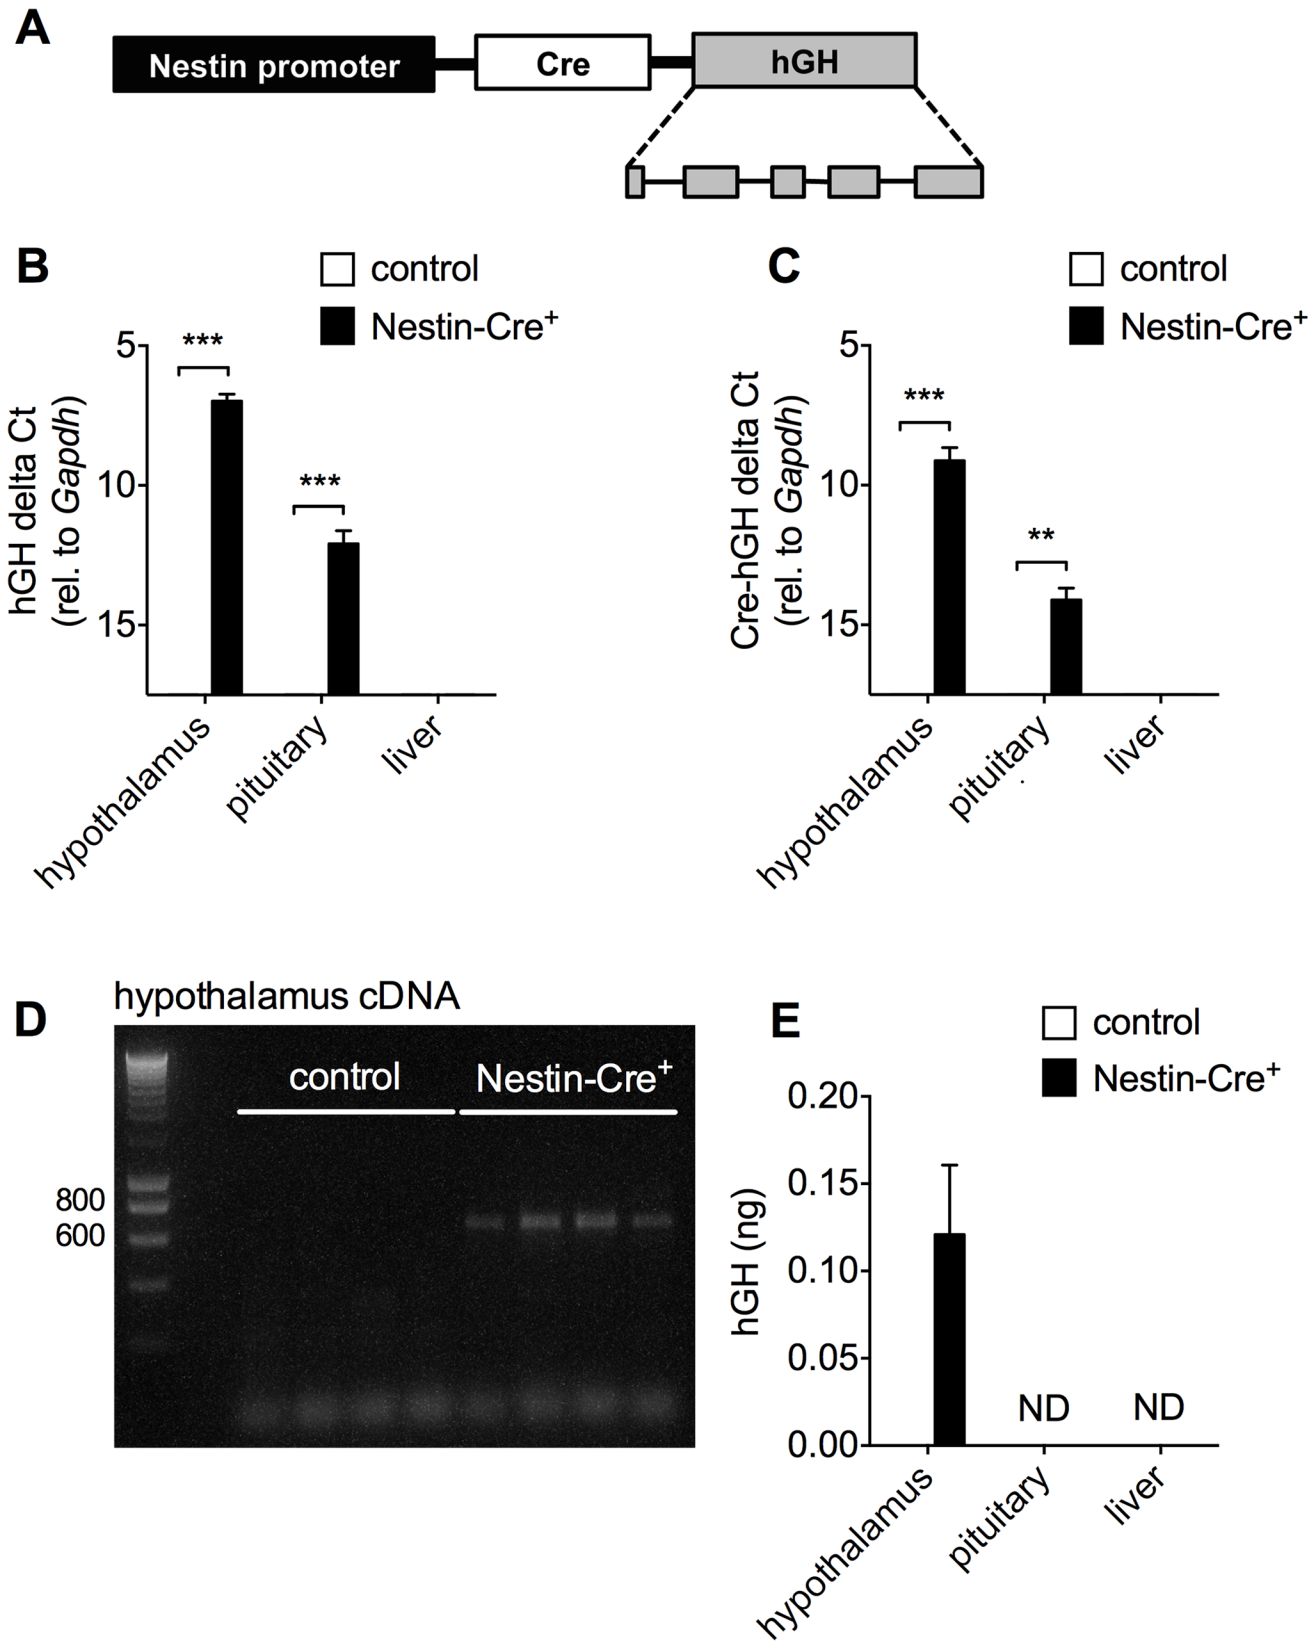 A
Nestin promoter
Cre
hGH
B
control
Nestin-Cre+
hGH delta Ct
(rel. to Gapdh)
5
10
15
***
***
hypothalamus
pituitary
liver
C
control
Nestin-Cre+
Cre-hGH delta Ct
(rel. to Gapdh)
5
10
15
***
**
hypothalamus
pituitary
liver
D
hypothalamus cDNA
control
Nestin-Cre+
800
600
E
control
Nestin-Cre+
hGH (ng)
0.20
0.15
0.10
0.05
0.00
ND
ND
hypothalamus
pituitary
liver